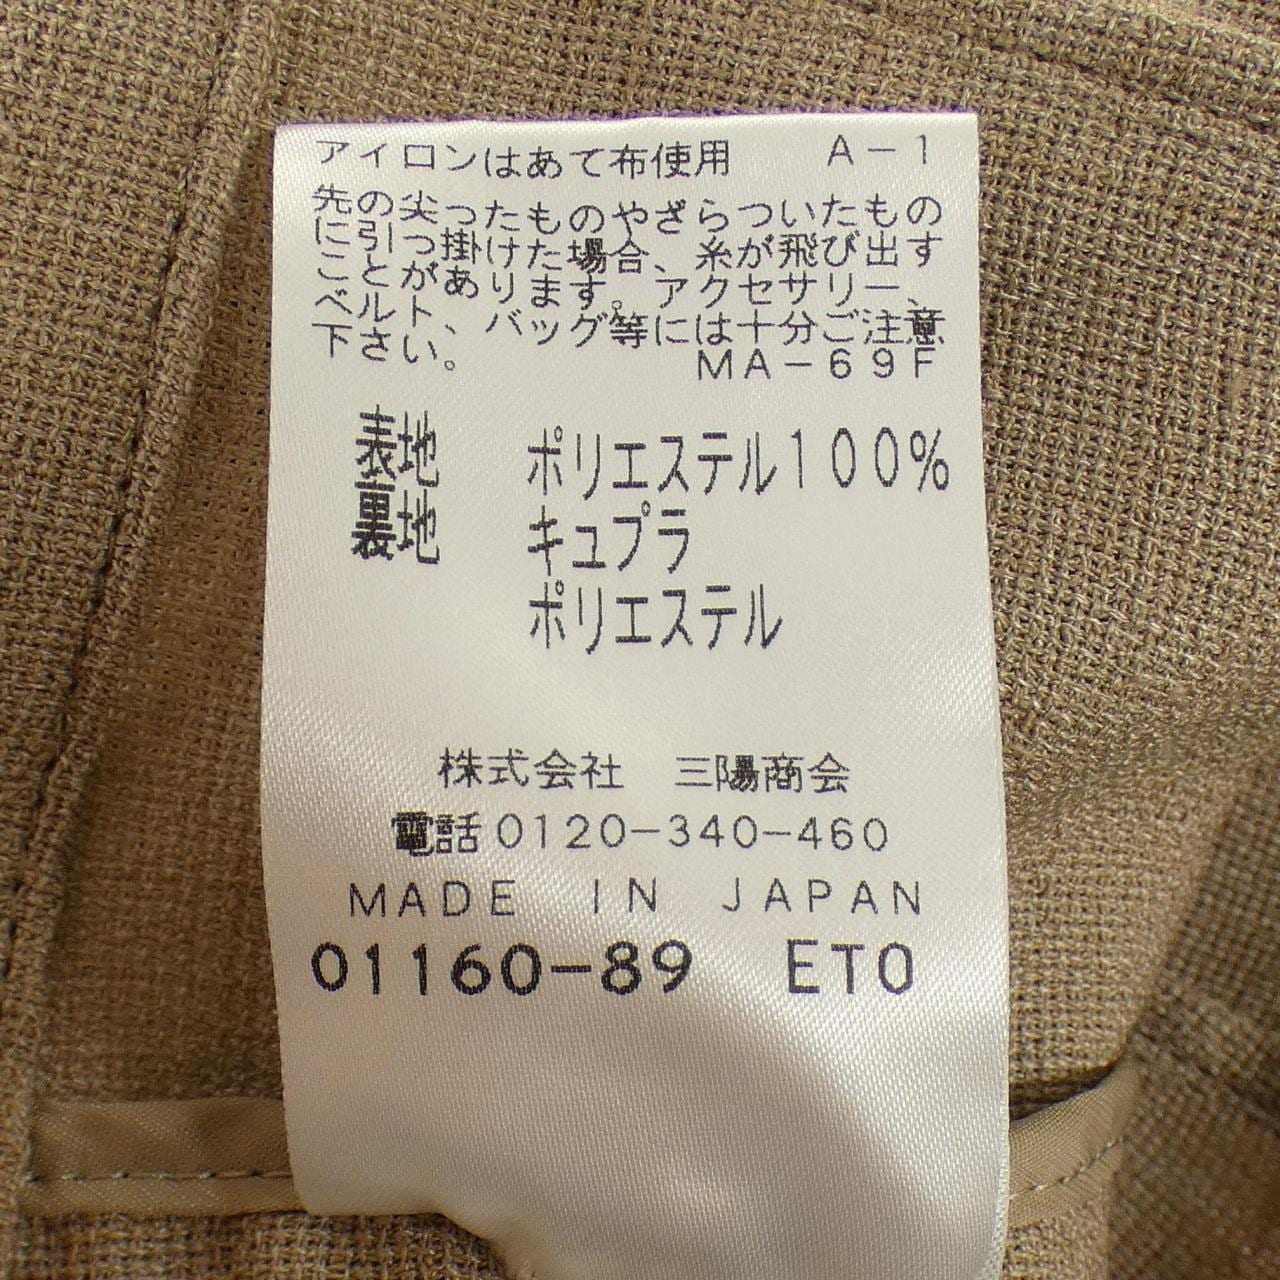 アイロンはあて布使用 A-1
先の尖ったものやざらついたもの
に引っ掛けた場合、糸が飛び出す
ことがあります。アクセサリー、
ベルト、バッグ等には十分ご注意
下さい。
MA-69F
表地 ポリエステル100%
裏地 キュプラ
ポリエステル
株式会社 三陽商会
電話0120-340-460
MADE IN JAPAN
01160-89 ETO